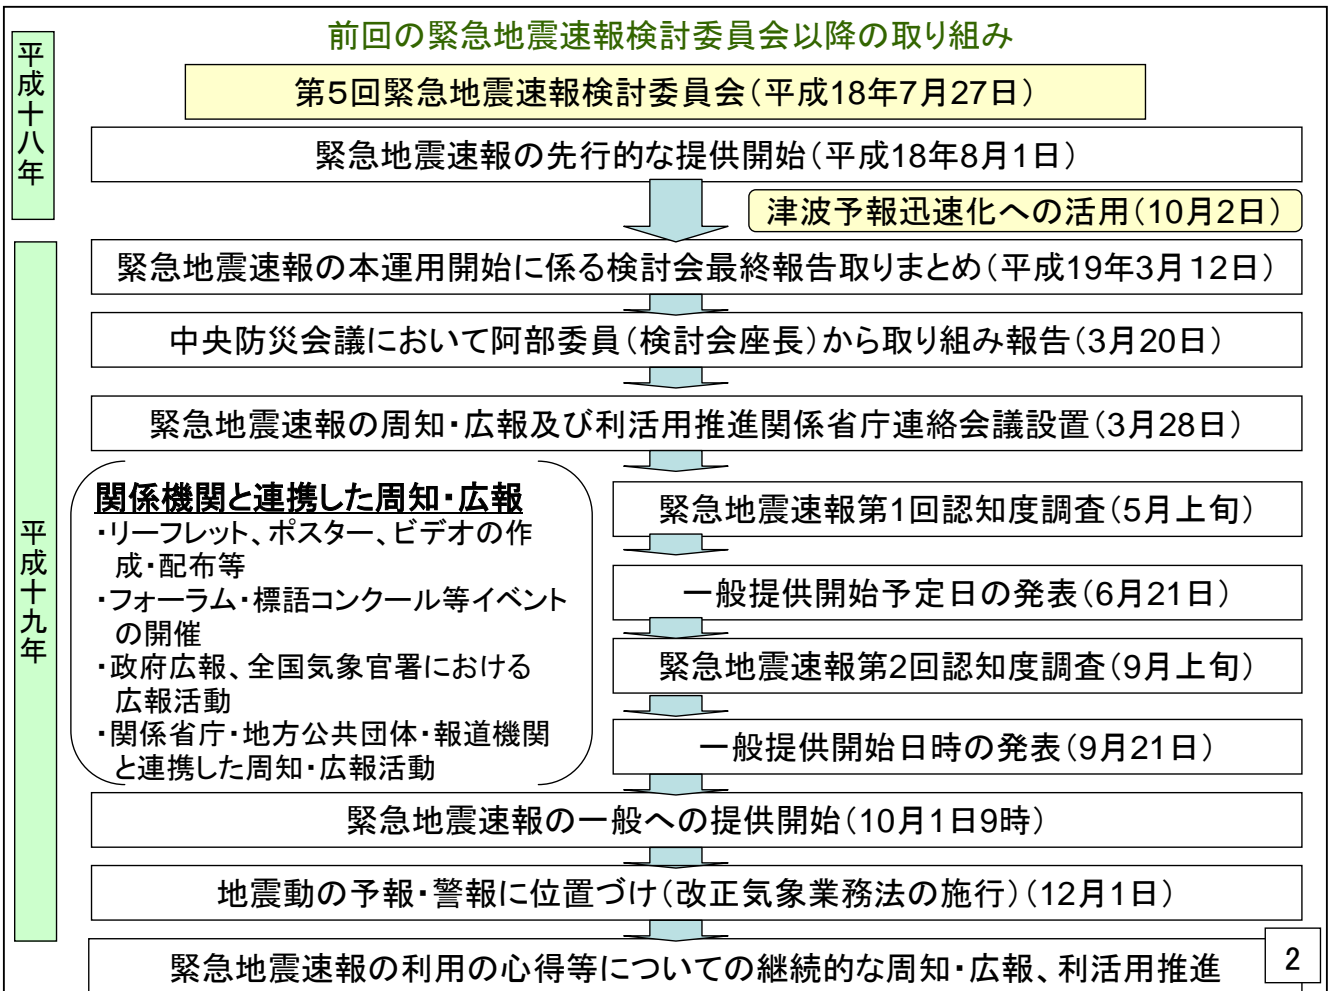 前回の緊急地震速報検討委員会以降の取り組み
平成十八年
第5回緊急地震速報検討委員会(平成18年7月27日)
緊急地震速報の先行的な提供開始(平成18年8月1日)
津波予報迅速化への活用(10月2日)
平成十九年
緊急地震速報の本運用開始に係る検討会最終報告取りまとめ(平成19年3月12日)
中央防災会議において阿部委員(検討会座長)から取り組み報告(3月20日)
緊急地震速報の周知・広報及び利活用推進関係省庁連絡会議設置(3月28日)
関係機関と連携した周知・広報
・リーフレット、ポスター、ビデオの作
成・配布等
・フォーラム・標語コンクール等イベント
の開催
・政府広報、全国気象官署における
広報活動
・関係省庁・地方公共団体・報道機関
と連携した周知・広報活動
緊急地震速報第1回認知度調査(5月上旬)
一般提供開始予定日の発表(6月21日)
緊急地震速報第2回認知度調査(9月上旬)
一般提供開始日時の発表(9月21日)
緊急地震速報の一般への提供開始(10月1日9時)
地震動の予報・警報に位置づけ(改正気象業務法の施行)(12月1日)
緊急地震速報の利用の心得等についての継続的な周知・広報、利活用推進
2